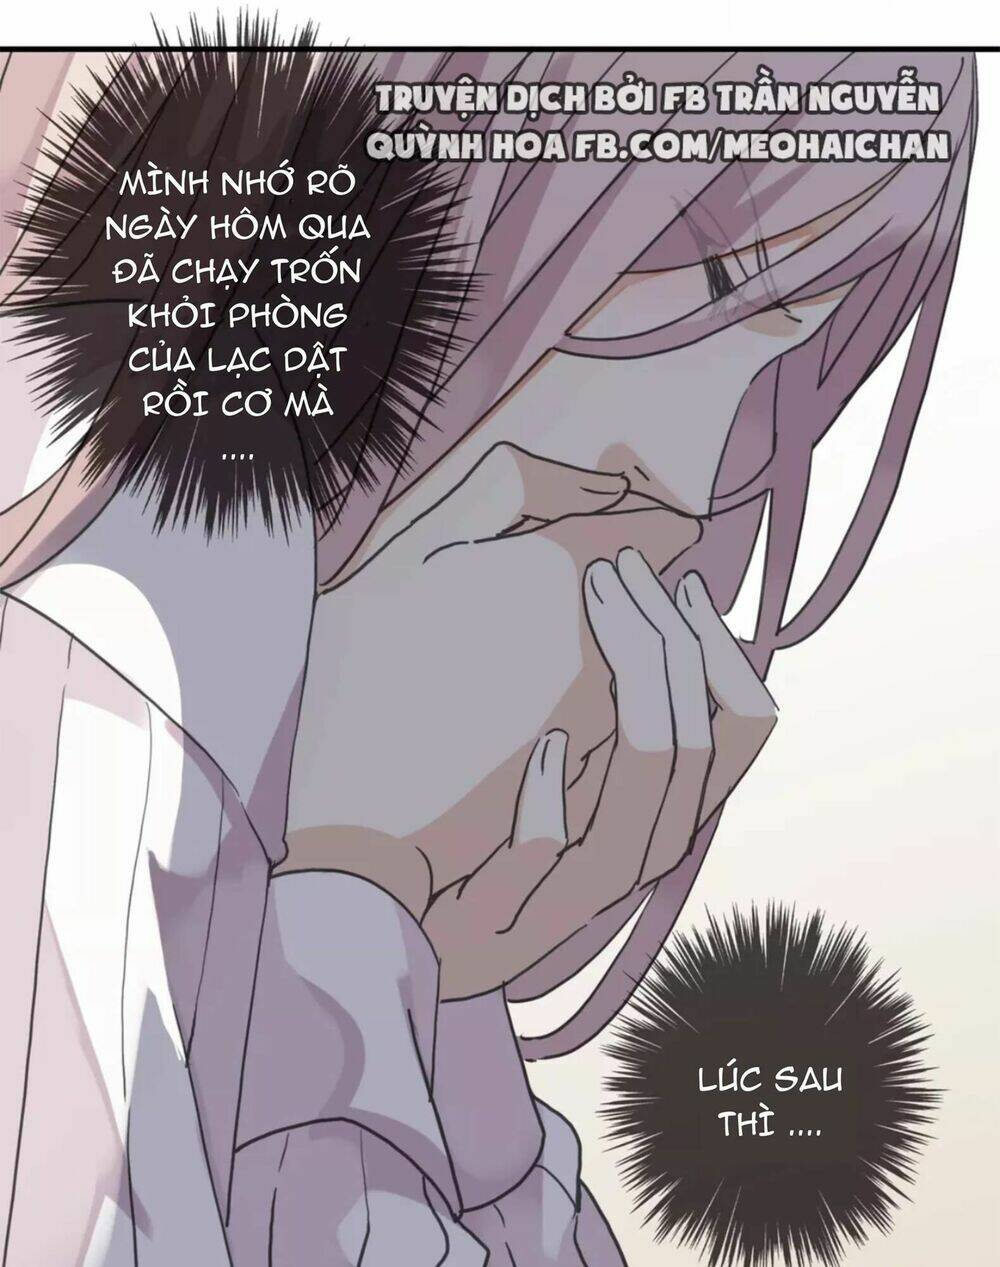 TRUYỆN DỊCH BỞI FB TRẦN NGUYỄN
QUỲNH HOA FB.COM/MEOHAICHAN
MÌNH NHỚ RÕ
NGÀY HÔM QUA
ĐÃ CHẠY TRỐN
KHỎI PHÒNG
CỦA LẠC DẬT
RỒI CƠ MÀ
....
LÚC SAU
THÌ ....